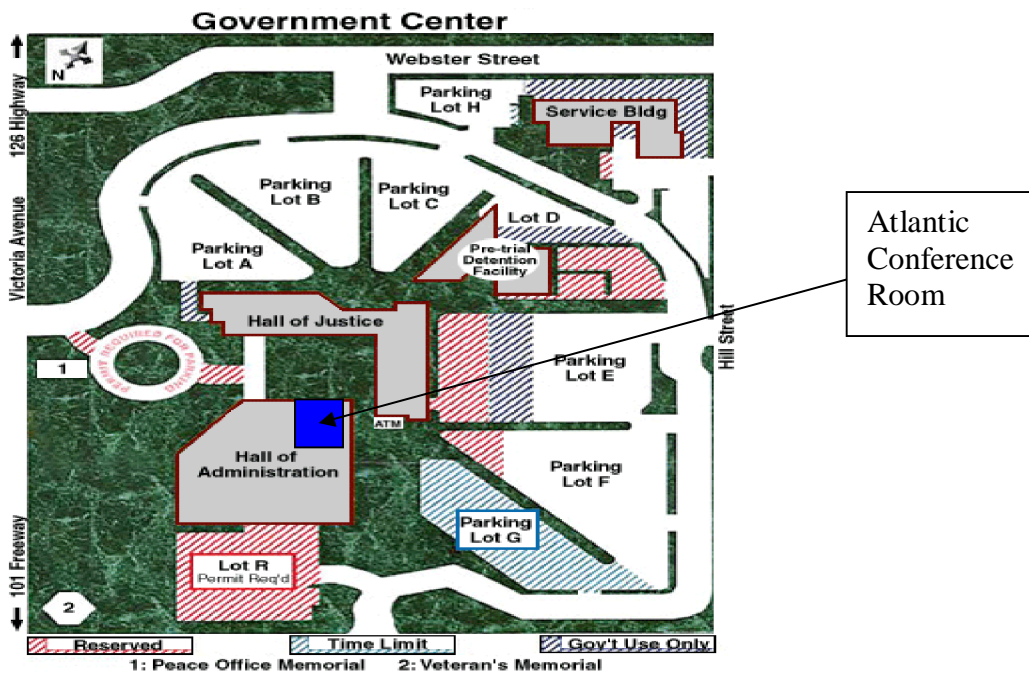 Government Center
N
Webster Street
126 Highway
Victoria Avenue
101 Freeway
Parking
Lot H
Service Bldg
Parking
Lot B
Parking
Lot C
Lot D
Parking
Lot A
Pre-trial
Detention
Facility
Atlantic
Conference
Room
Hill Street
Hall of Justice
PERMIT REQUIRED FOR PARKING
1
Parking
Lot E
ATM
Hall of
Administration
Parking
Lot F
Parking
Lot G
Lot R
Permit Req'd
2
Reserved
Time Limit
Gov't Use Only
1: Peace Office Memorial 2: Veteran's Memorial